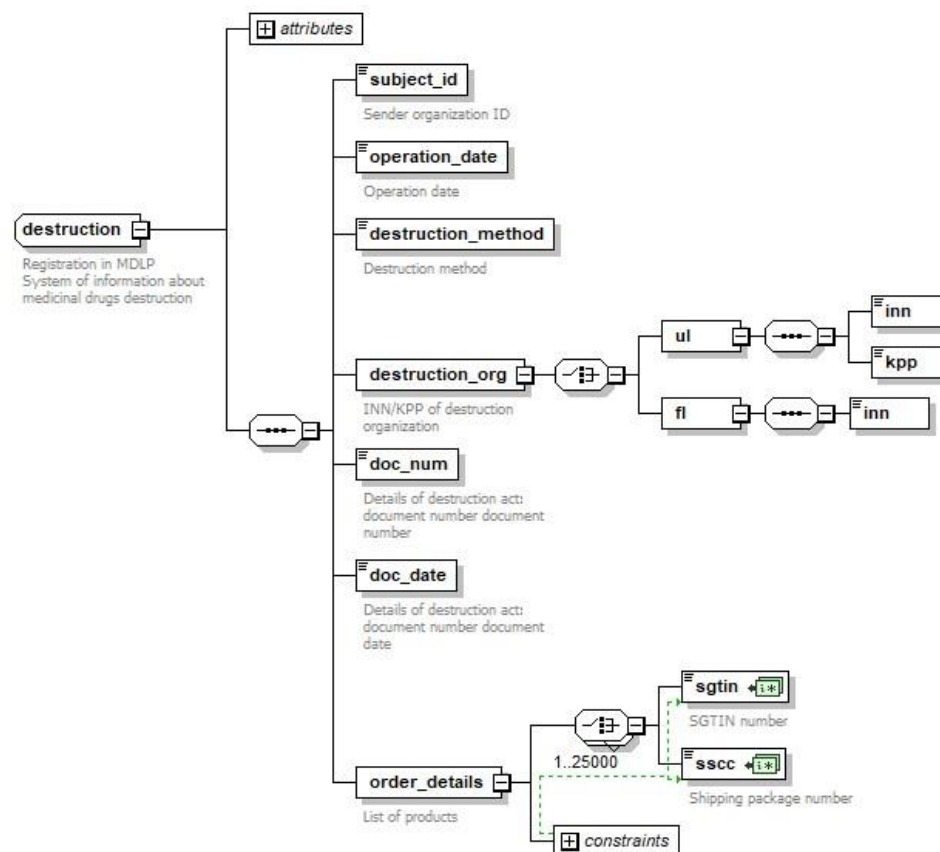 attributes
subject_id
Sender organization ID
operation_date
Operation date
destruction
Registration in MDLP
System of information about
medicinal drugs destruction
destruction_method
Destruction method
destruction_org
INN/KPP of destruction
organization
ul
inn
kpp
fl
inn
doc_num
Details of destruction act:
document number document
number
doc_date
Details of destruction act:
document number document
date
order_details
List of products
1..25000
sgtin
i*
SGTIN number
sscc
i*
Shipping package number
constraints